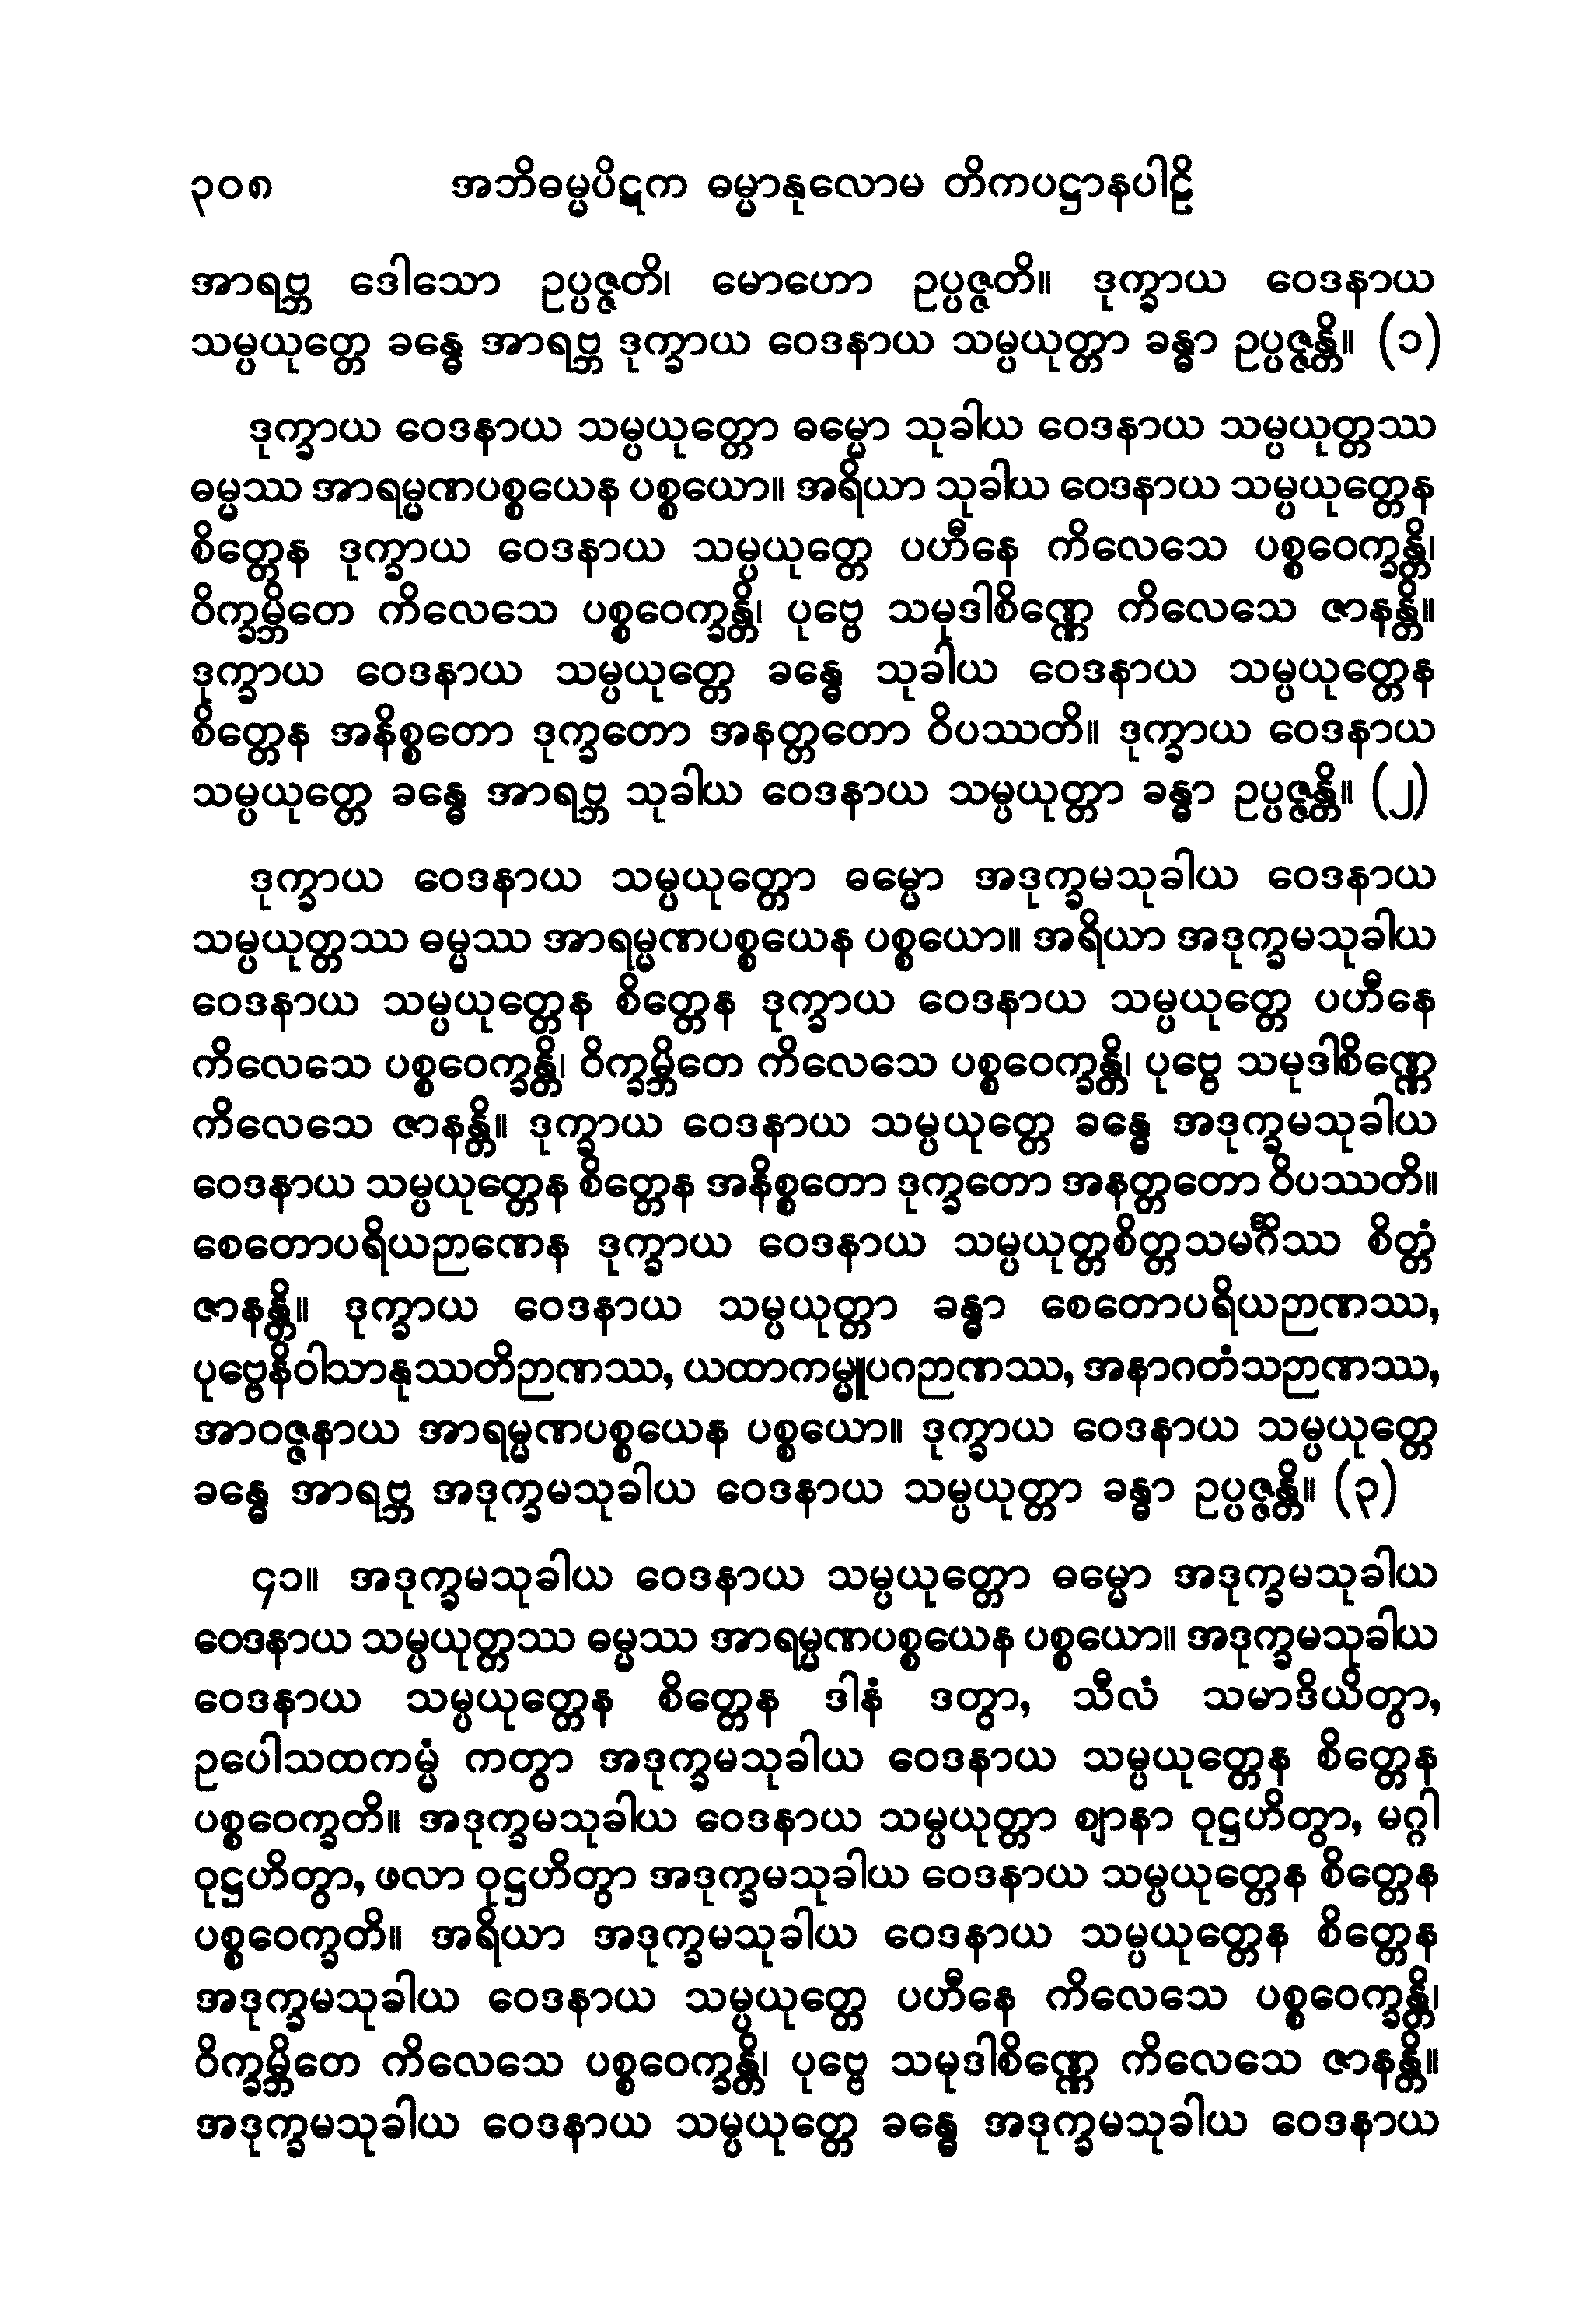 ၃၀၈ အဘိဓမ္မပိဋက ဓမ္မာနုလောမ တိကပဋ္ဌာနပါဠိ
အာရဗ္ဘ ဒေါသော ဥပ္ပဇ္ဇတိ၊ မောဟော ဥပ္ပဇ္ဇတိ။ ဒုက္ခာယ ဝေဒနာယ
သမ္ပယုတ္တေ ခန္ဓေ အာရဗ္ဘ ဒုက္ခာယ ဝေဒနာယ သမ္ပယုတ္တာ ခန္ဓာ ဥပ္ပဇ္ဇန္တိ။ (၁)
ဒုက္ခာယ ဝေဒနာယ သမ္ပယုတ္တော ဓမ္မော သုခါယ ဝေဒနာယ သမ္ပယုတ္တဿ
ဓမ္မဿ အာရမ္မဏပစ္စယေန ပစ္စယော။ အရိယာ သုခါယ ဝေဒနာယ သမ္ပယုတ္တေန
စိတ္တေန ဒုက္ခာယ ဝေဒနာယ သမ္ပယုတ္တေ ပဟီနေ ကိလေသေ ပစ္စဝေက္ခန္တိ၊
ဝိက္ခမ္ဘိတေ ကိလေသေ ပစ္စဝေက္ခန္တိ၊ ပုဗ္ဗေ သမုဒါစိဏ္ဏေ ကိလေသေ ဇာနန္တိ။
ဒုက္ခာယ ဝေဒနာယ သမ္ပယုတ္တေ ခန္ဓေ သုခါယ ဝေဒနာယ သမ္ပယုတ္တေန
စိတ္တေန အနိစ္စတော ဒုက္ခတော အနတ္တတော ဝိပဿတိ။ ဒုက္ခာယ ဝေဒနာယ
သမ္ပယုတ္တေ ခန္ဓေ အာရဗ္ဘ သုခါယ ဝေဒနာယ သမ္ပယုတ္တာ ခန္ဓာ ဥပ္ပဇ္ဇန္တိ။ (၂)
ဒုက္ခာယ ဝေဒနာယ သမ္ပယုတ္တော ဓမ္မော အဒုက္ခမသုခါယ ဝေဒနာယ
သမ္ပယုတ္တဿ ဓမ္မဿ အာရမ္မဏပစ္စယေန ပစ္စယော။ အရိယာ အဒုက္ခမသုခါယ
ဝေဒနာယ သမ္ပယုတ္တေန စိတ္တေန ဒုက္ခာယ ဝေဒနာယ သမ္ပယုတ္တေ ပဟီနေ
ကိလေသေ ပစ္စဝေက္ခန္တိ၊ ဝိက္ခမ္ဘိတေ ကိလေသေ ပစ္စဝေက္ခန္တိ၊ ပုဗ္ဗေ သမုဒါစိဏ္ဏေ
ကိလေသေ ဇာနန္တိ။ ဒုက္ခာယ ဝေဒနာယ သမ္ပယုတ္တေ ခန္ဓေ အဒုက္ခမသုခါယ
ဝေဒနာယ သမ္ပယုတ္တေန စိတ္တေန အနိစ္စတော ဒုက္ခတော အနတ္တတော ဝိပဿတိ။
စေတောပရိယဉာဏေန ဒုက္ခာယ ဝေဒနာယ သမ္ပယုတ္တစိတ္တသမင်္ဂိဿ စိတ္တံ
ဇာနန္တိ။ ဒုက္ခာယ ဝေဒနာယ သမ္ပယုတ္တာ ခန္ဓာ စေတောပရိယဉာဏဿ,
ပုဗ္ဗေနိဝါသာနုဿတိဉာဏဿ, ယထာကမ္မူပဂဉာဏဿ, အနာဂတံသဉာဏဿ,
အာဝဇ္ဇနာယ အာရမ္မဏပစ္စယေန ပစ္စယော။ ဒုက္ခာယ ဝေဒနာယ သမ္ပယုတ္တေ
ခန္ဓေ အာရဗ္ဘ အဒုက္ခမသုခါယ ဝေဒနာယ သမ္ပယုတ္တာ ခန္ဓာ ဥပ္ပဇ္ဇန္တိ။ (၃)
၄၁။ အဒုက္ခမသုခါယ ဝေဒနာယ သမ္ပယုတ္တော ဓမ္မော အဒုက္ခမသုခါယ
ဝေဒနာယ သမ္ပယုတ္တဿ ဓမ္မဿ အာရမ္မဏပစ္စယေန ပစ္စယော။ အဒုက္ခမသုခါယ
ဝေဒနာယ သမ္ပယုတ္တေန စိတ္တေန ဒါနံ ဒတွာ, သီလံ သမာဒိယိတွာ,
ဥပေါသထကမ္မံ ကတွာ အဒုက္ခမသုခါယ ဝေဒနာယ သမ္ပယုတ္တေန စိတ္တေန
ပစ္စဝေက္ခတိ။ အဒုက္ခမသုခါယ ဝေဒနာယ သမ္ပယုတ္တာ ဈာနာ ဝုဋ္ဌဟိတွာ, မဂ္ဂါ
ဝုဋ္ဌဟိတွာ, ဖလာ ဝုဋ္ဌဟိတွာ အဒုက္ခမသုခါယ ဝေဒနာယ သမ္ပယုတ္တေန စိတ္တေန
ပစ္စဝေက္ခတိ။ အရိယာ အဒုက္ခမသုခါယ ဝေဒနာယ သမ္ပယုတ္တေန စိတ္တေန
အဒုက္ခမသုခါယ ဝေဒနာယ သမ္ပယုတ္တေ ပဟီနေ ကိလေသေ ပစ္စဝေက္ခန္တိ၊
ဝိက္ခမ္ဘိတေ ကိလေသေ ပစ္စဝေက္ခန္တိ၊ ပုဗ္ဗေ သမုဒါစိဏ္ဏေ ကိလေသေ ဇာနန္တိ။
အဒုက္ခမသုခါယ ဝေဒနာယ သမ္ပယုတ္တေ ခန္ဓေ အဒုက္ခမသုခါယ ဝေဒနာယ